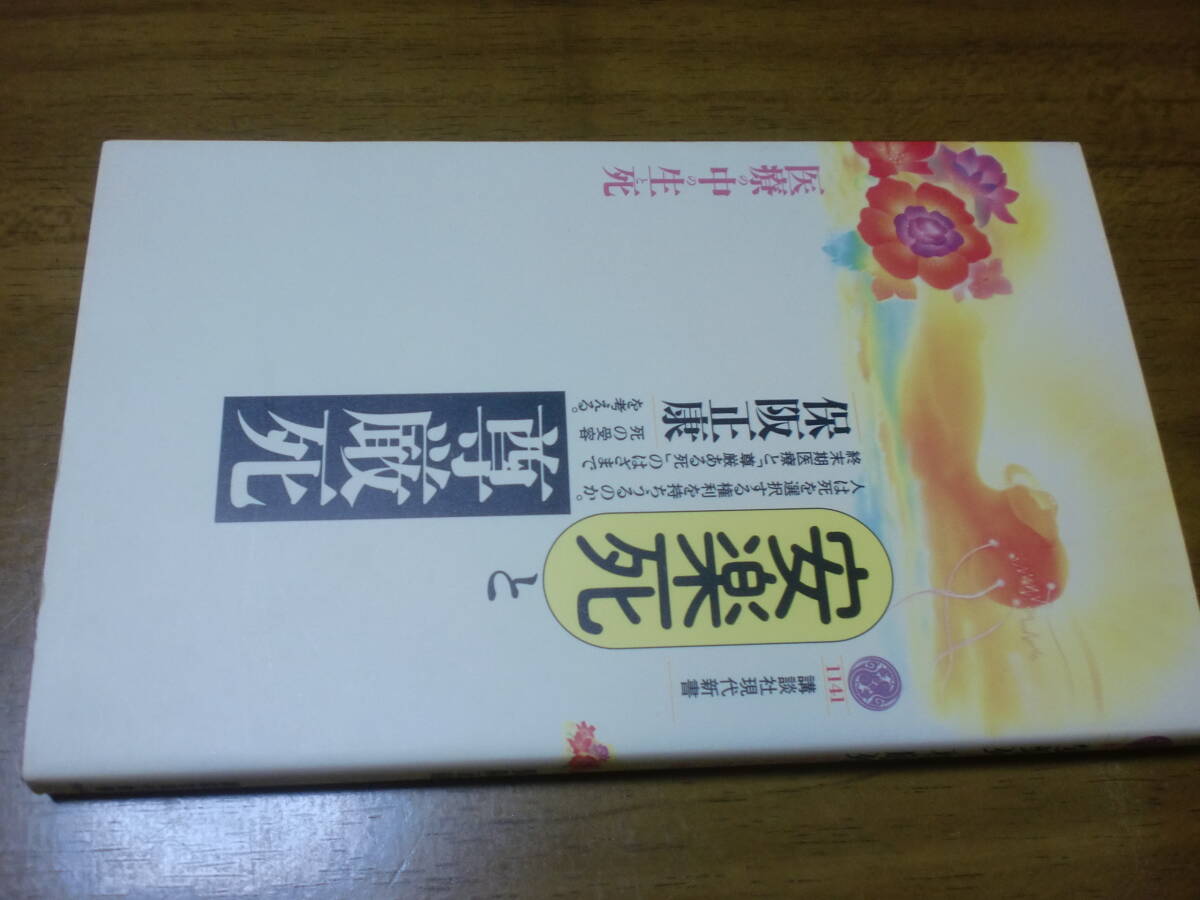 講談社現代新書
1141
安楽死
と
尊厳死
医療の中の生と死
保阪正康
人は死を選択する権利を持ちうるのか。
終末期医療と「尊厳ある死」のはざまで
死の受容
を考える。